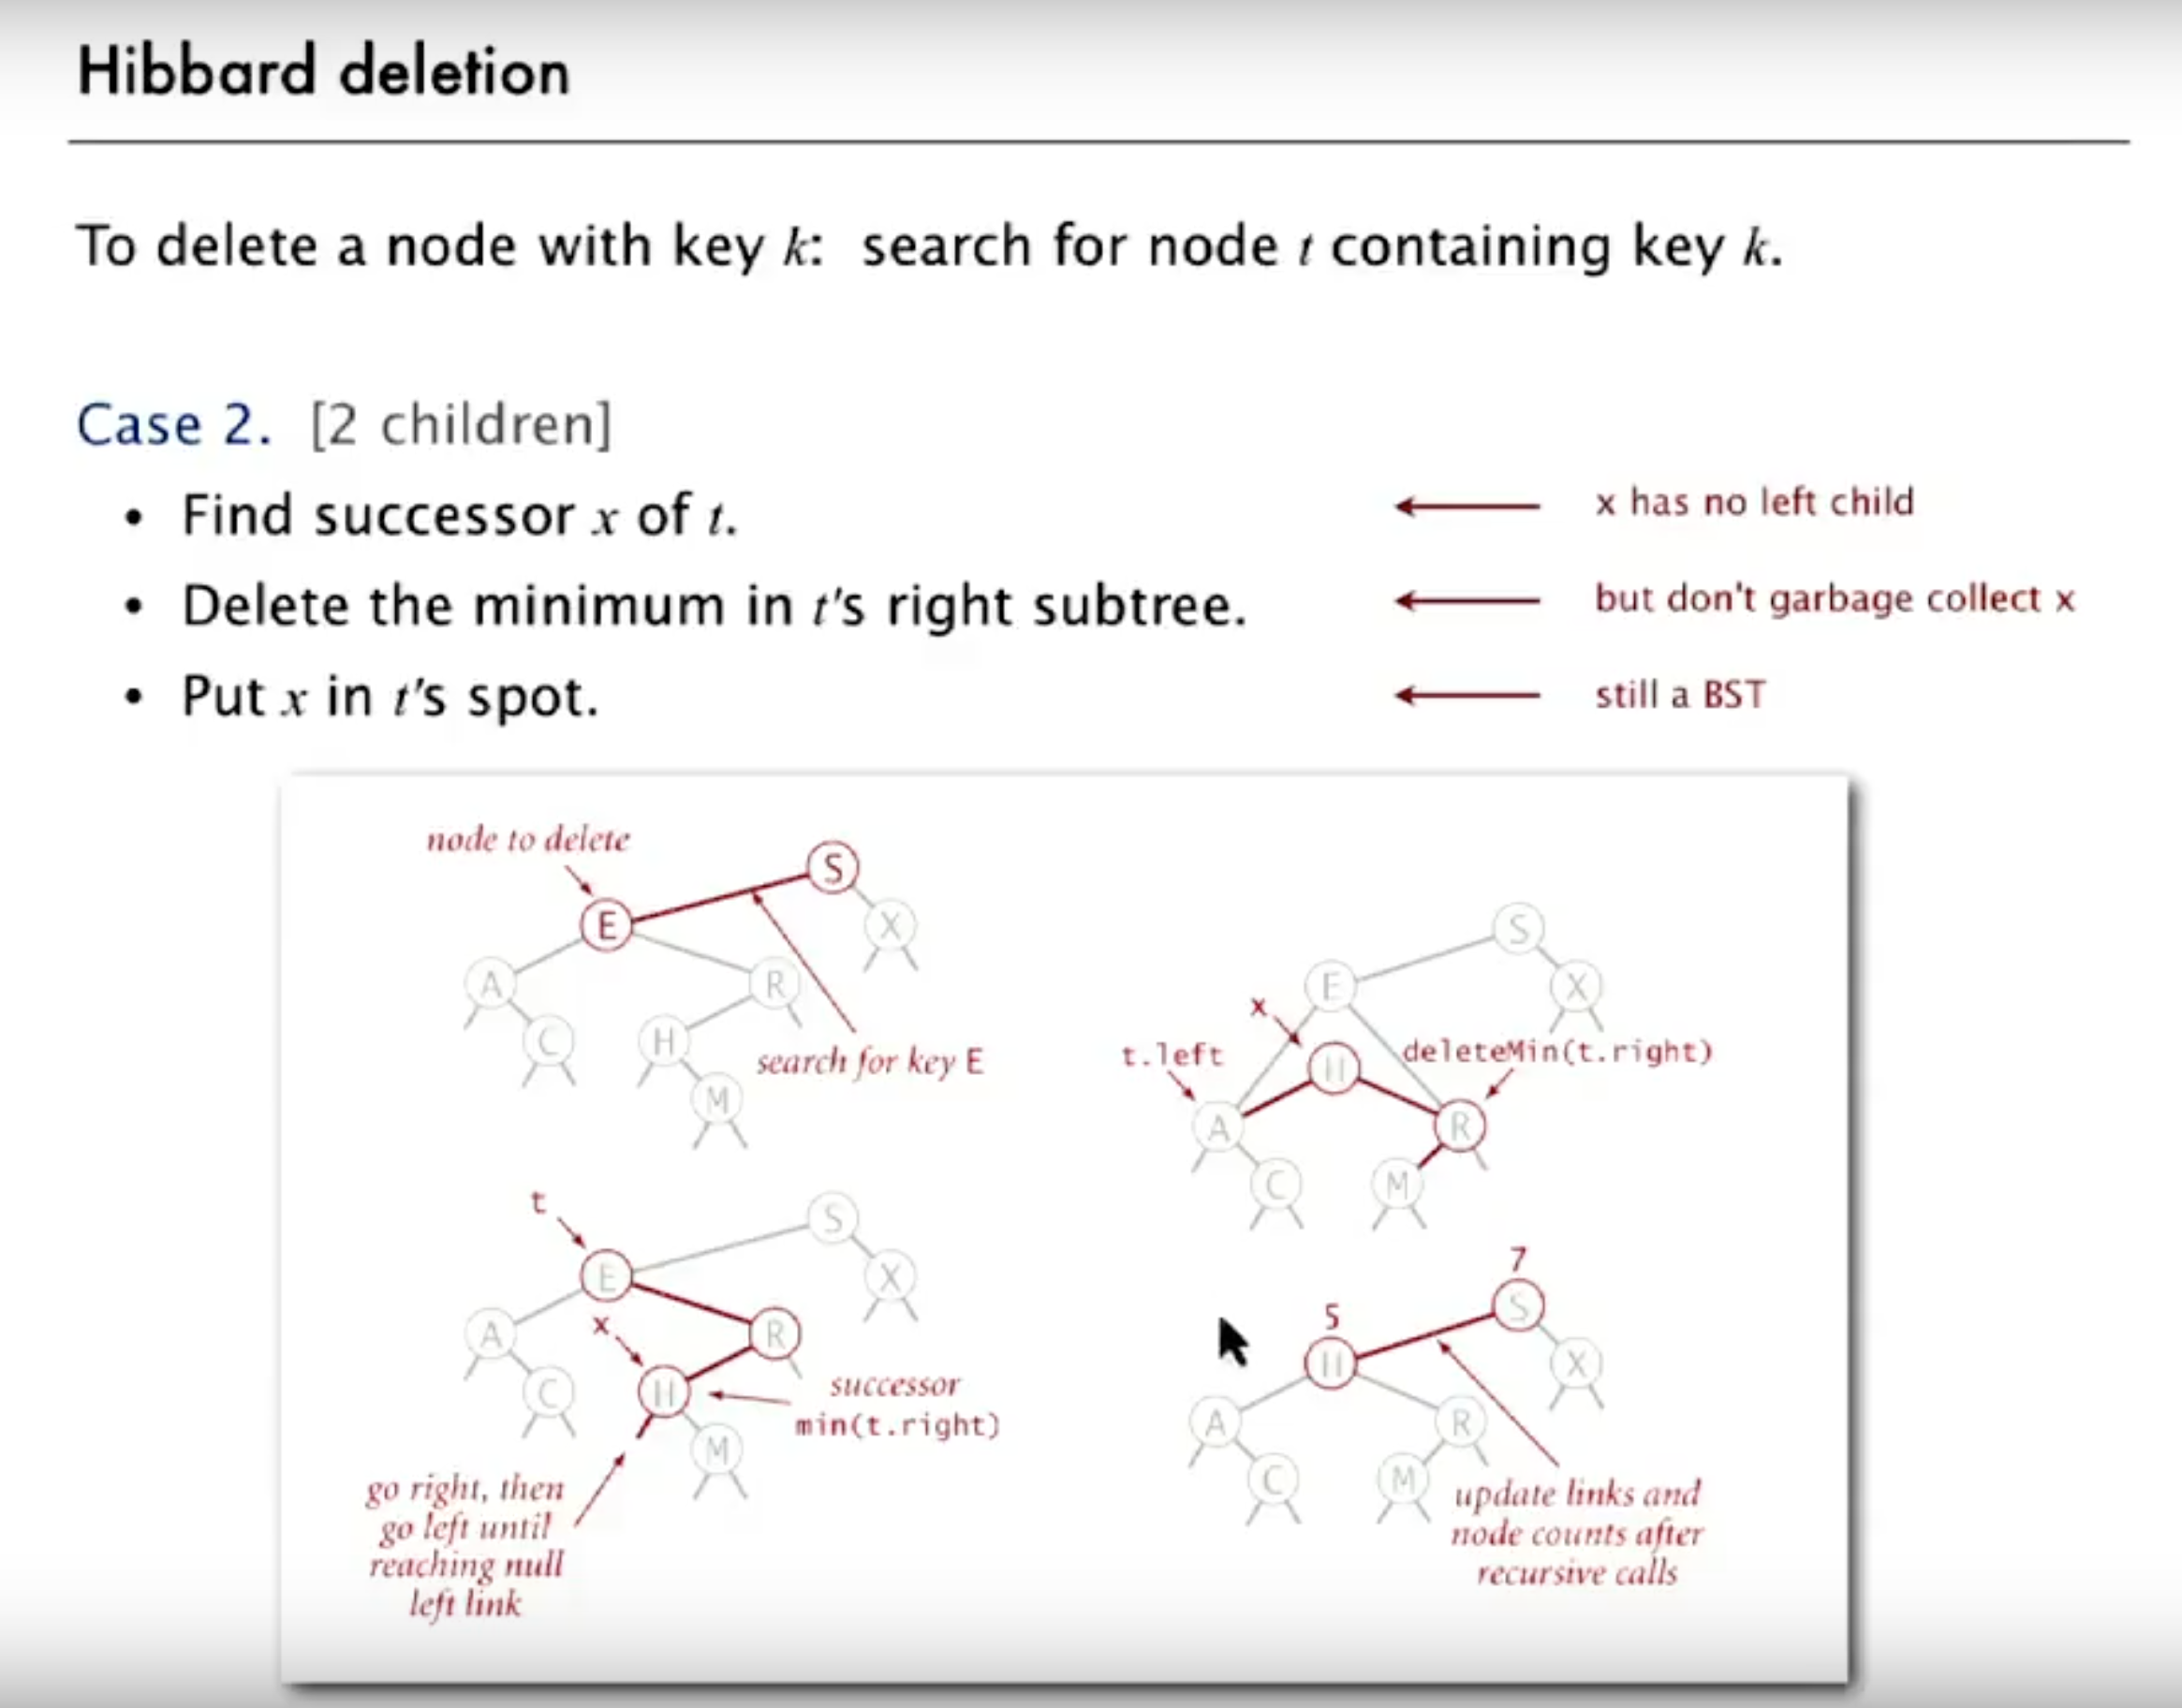 Hibbard deletion
To delete a node with key k: search for node t containing key k.
Case 2. [2 children]
• Find successor x of t.
x has no left child
• Delete the minimum in t's right subtree.
but don't garbage collect x
• Put x in t's spot.
still a BST
node to delete
S
E
X
A
R
C
H
M
search for key E
S
E
X
x
t.left
H
deleteMin(t.right)
A
R
C
M
t
S
E
X
x
A
R
C
H
successor
min(t.right)
M
go right, then
go left until
reaching null
left link
7
5
S
H
X
A
R
C
M
update links and
node counts after
recursive calls